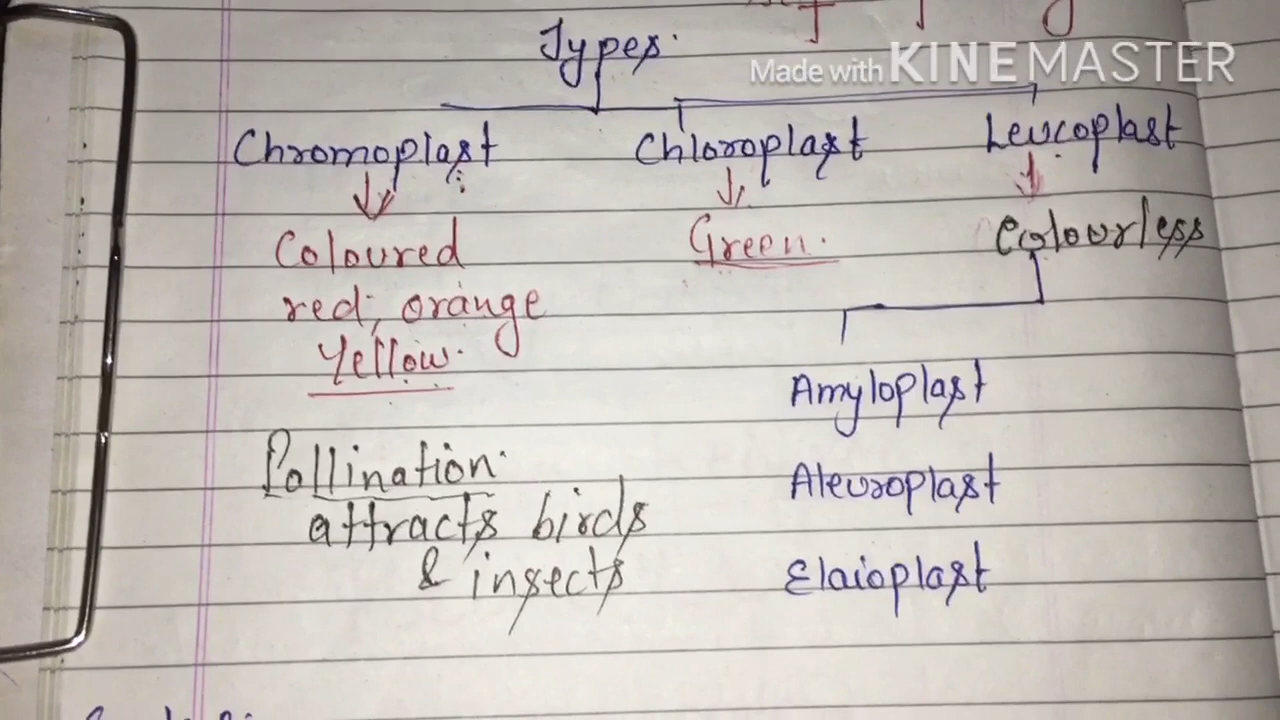 Types.
Made with KINEMASTER
Chromoplast
Chloroplast
Leucoplast
Coloured
red, orange
Yellow.
Green.
Colourless
Pollination.
attracts birds
& insects
Amyloplast
Aleuroplast
Elaioplast